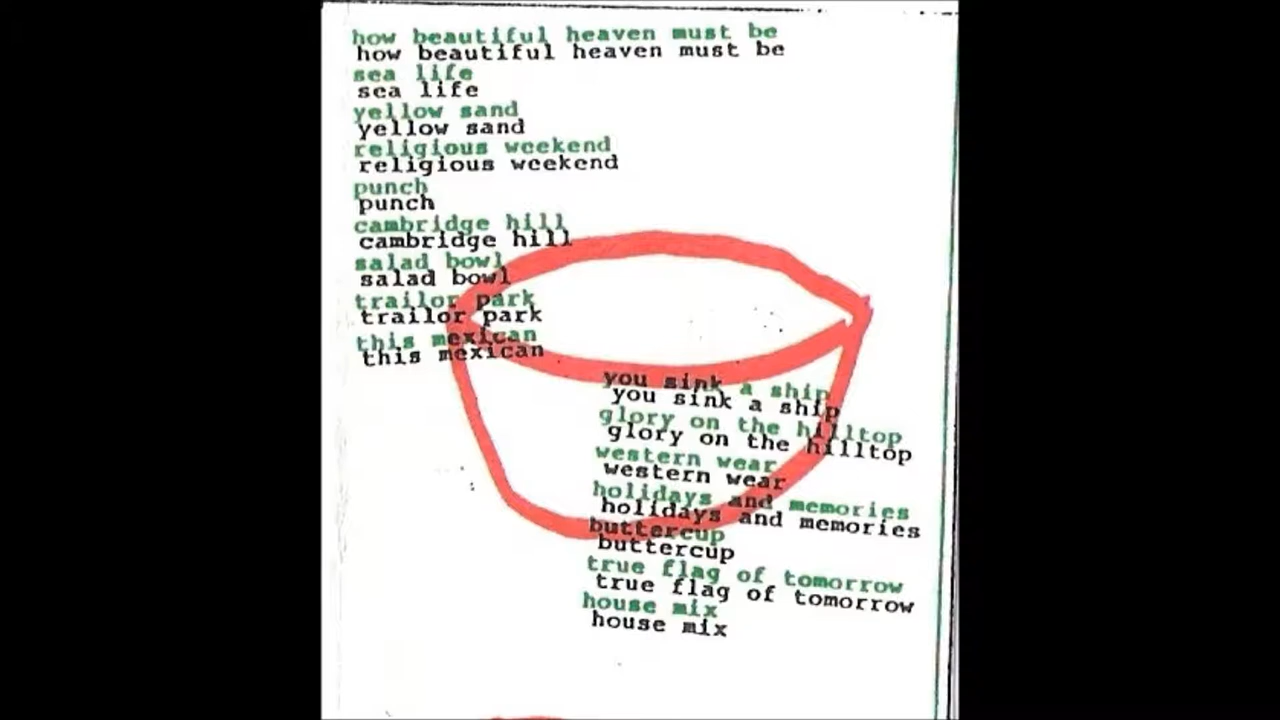 how beautiful heaven must be
how beautiful heaven must be
sea life
sea life
yellow sand
yellow sand
religious weekend
religious weekend
punch
punch
cambridge hill
cambridge hill
salad bowl
salad bowl
trailor park
trailor park
this mexican
this mexican
you sink a ship
you sink a ship
glory on the hilltop
glory on the hilltop
western wear
western wear
holidays and memories
holidays and memories
buttercup
buttercup
true flag of tomorrow
true flag of tomorrow
house mix
house mix